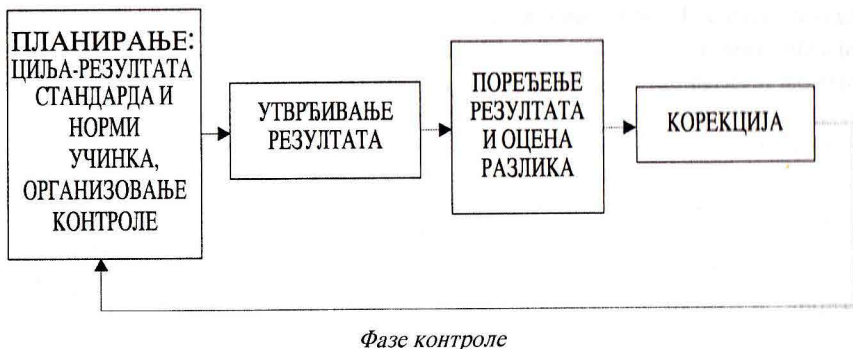 ПЛАНИРАЊЕ:
ЦИЉА-РЕЗУЛТАТА
СТАНДАРДА И
НОРМИ
УЧИНКА,
ОРГАНИЗОВАЊЕ
КОНТРОЛЕ
УТВРЂИВАЊЕ
РЕЗУЛТАТА
ПОРЕЂЕЊЕ
РЕЗУЛТАТА
И ОЦЕНА
РАЗЛИКА
КОРЕКЦИЈА
Фазе контроле